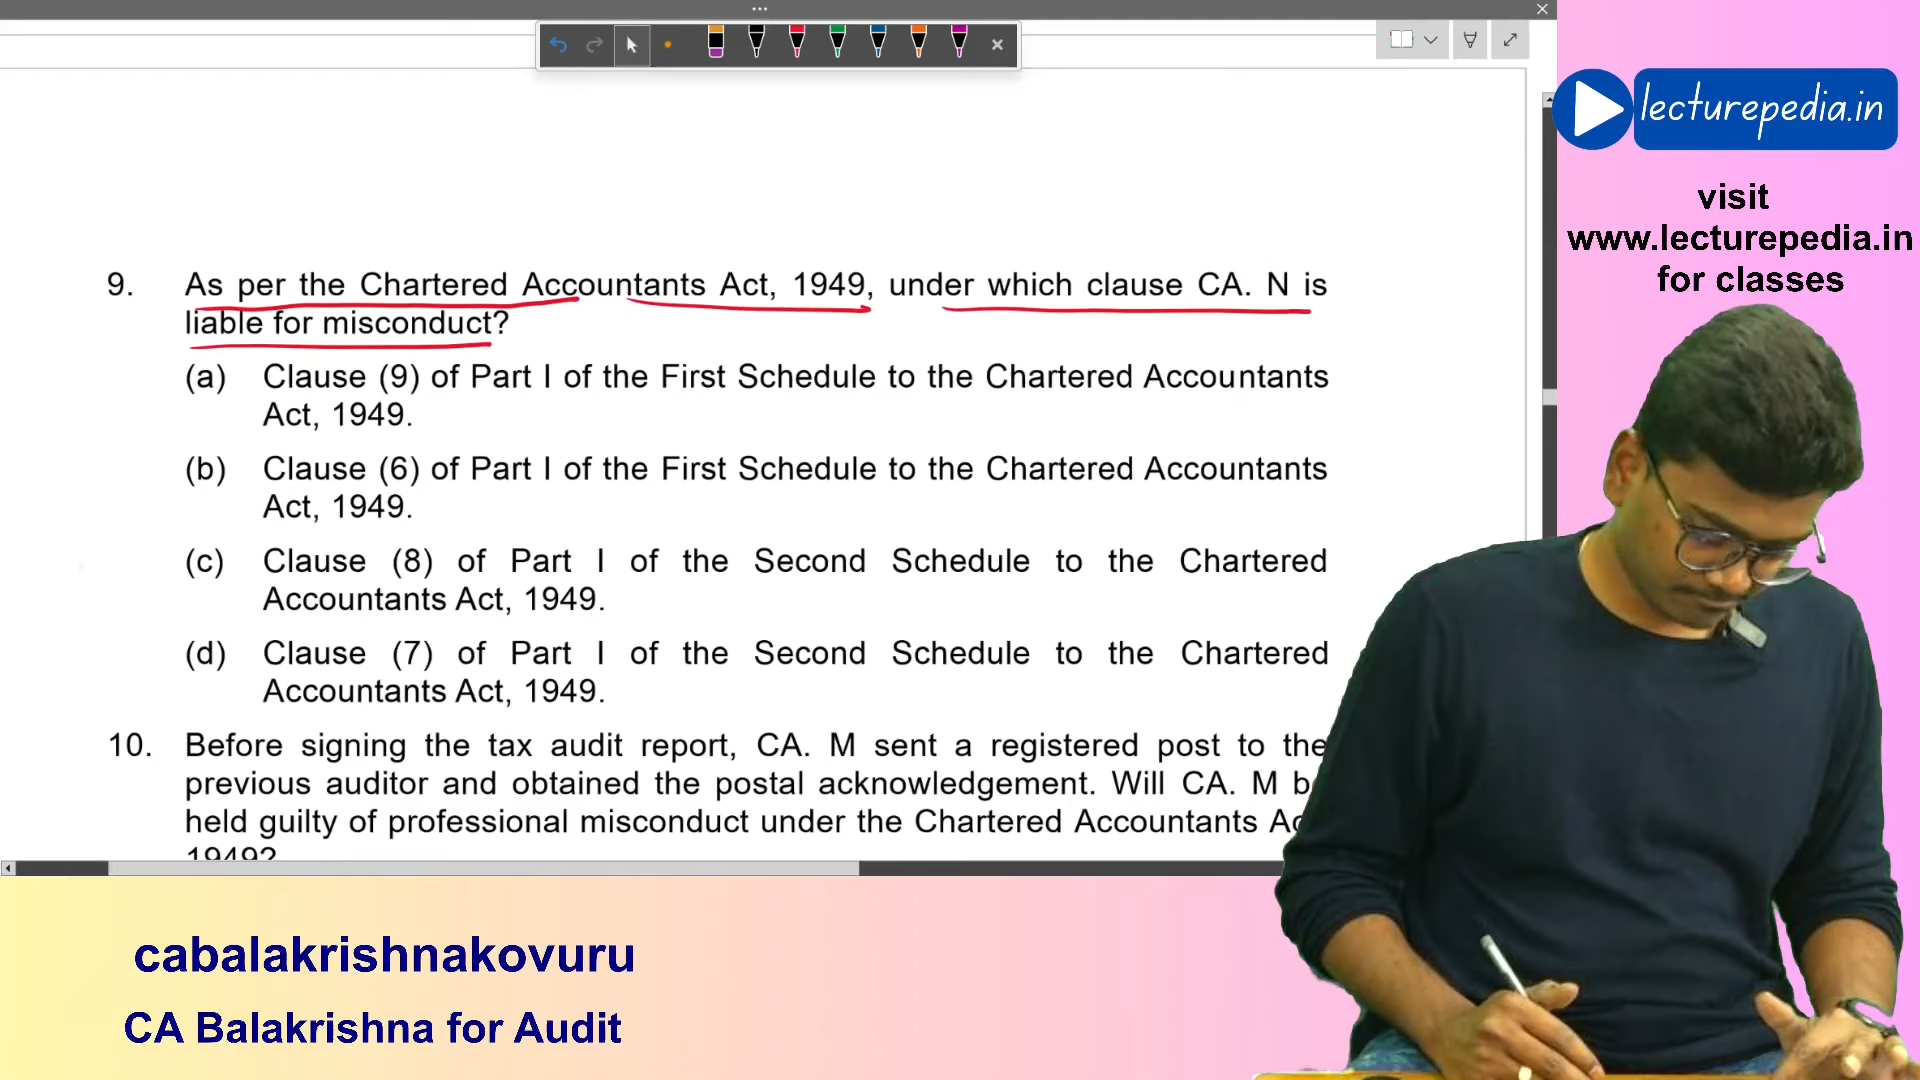 lecturepedia.in
visit
www.lecturepedia.in
for classes
9. As per the Chartered Accountants Act, 1949, under which clause CA. N is
liable for misconduct?
(a) Clause (9) of Part I of the First Schedule to the Chartered Accountants
Act, 1949.
(b) Clause (6) of Part I of the First Schedule to the Chartered Accountants
Act, 1949.
(c) Clause (8) of Part I of the Second Schedule to the Chartered
Accountants Act, 1949.
(d) Clause (7) of Part I of the Second Schedule to the Chartered
Accountants Act, 1949.
10. Before signing the tax audit report, CA. M sent a registered post to the
previous auditor and obtained the postal acknowledgement. Will CA. M
held guilty of professional misconduct under the Chartered Accountants
1949?
cabalakrishnakovuru
CA Balakrishna for Audit